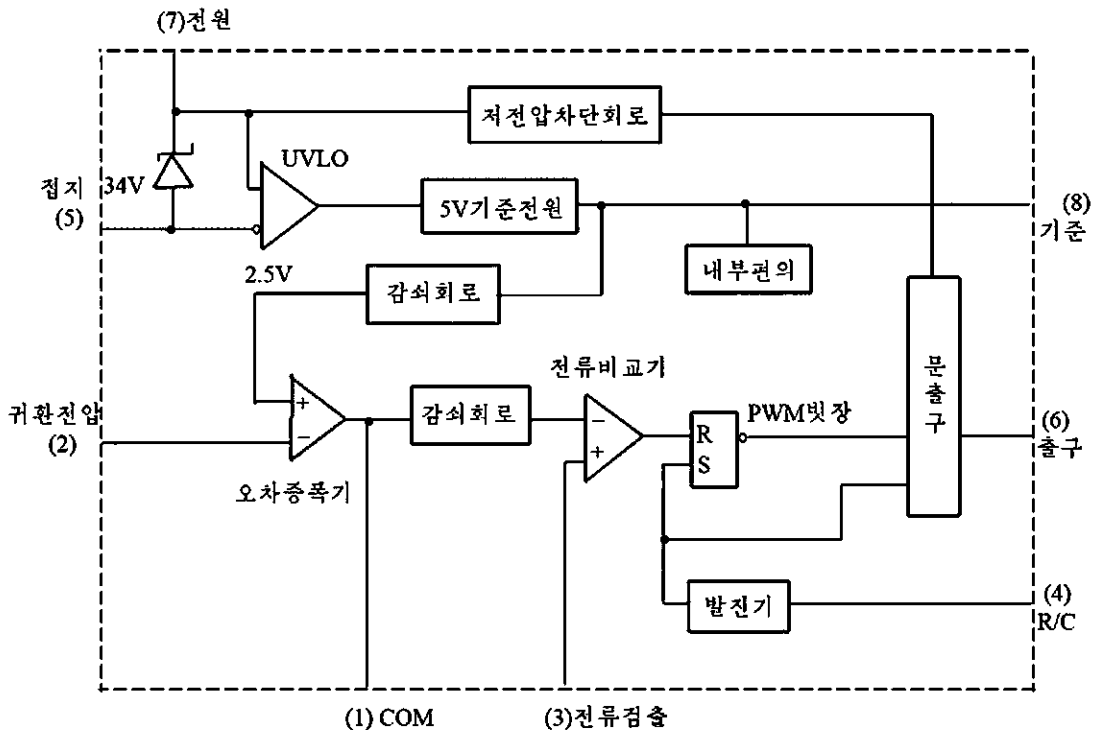 (7)전원
저전압차단회로
UVLO
접지
34V
(5)
5V기준전원
(8)
기준
2.5V
감쇠회로
내부편의
전류비교기
문출구
귀환전압
(2)
+
−
감쇠회로
−
+
R
S
PWM빗장
(6)
출구
오차증폭기
발진기
(4)
R/C
(1) COM
(3)전류검출